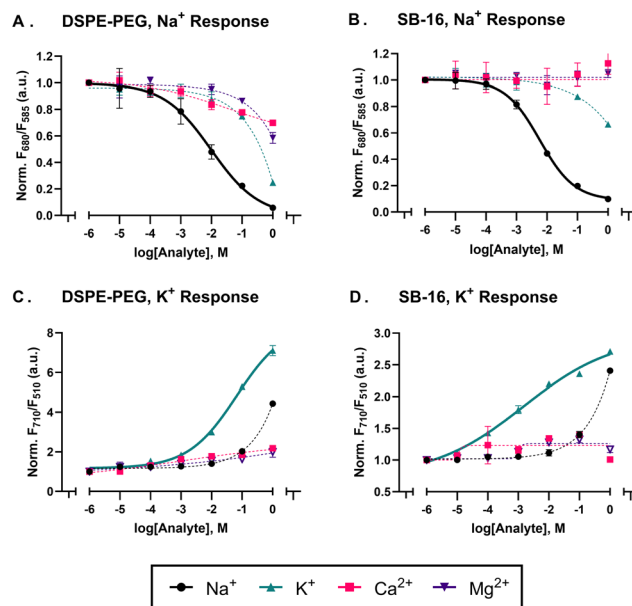 A. DSPE-PEG, Na⁺ Response
Norm. F₆₈₀/F₅₈₅ (a.u.)
1.4
1.2
1.0
0.8
0.6
0.4
0.2
0.0
-6 -5 -4 -3 -2 -1 0
log[Analyte], M
B. SB-16, Na⁺ Response
Norm. F₆₈₀/F₅₈₅ (a.u.)
1.4
1.2
1.0
0.8
0.6
0.4
0.2
0.0
-6 -5 -4 -3 -2 -1 0
log[Analyte], M
C. DSPE-PEG, K⁺ Response
Norm. F₇₁₀/F₅₁₀ (a.u.)
8
6
4
2
0
-6 -5 -4 -3 -2 -1 0
log[Analyte], M
D. SB-16, K⁺ Response
Norm. F₇₁₀/F₅₁₀ (a.u.)
3.0
2.5
2.0
1.5
1.0
0.5
-6 -5 -4 -3 -2 -1 0
log[Analyte], M
Na⁺ K⁺ Ca²⁺ Mg²⁺